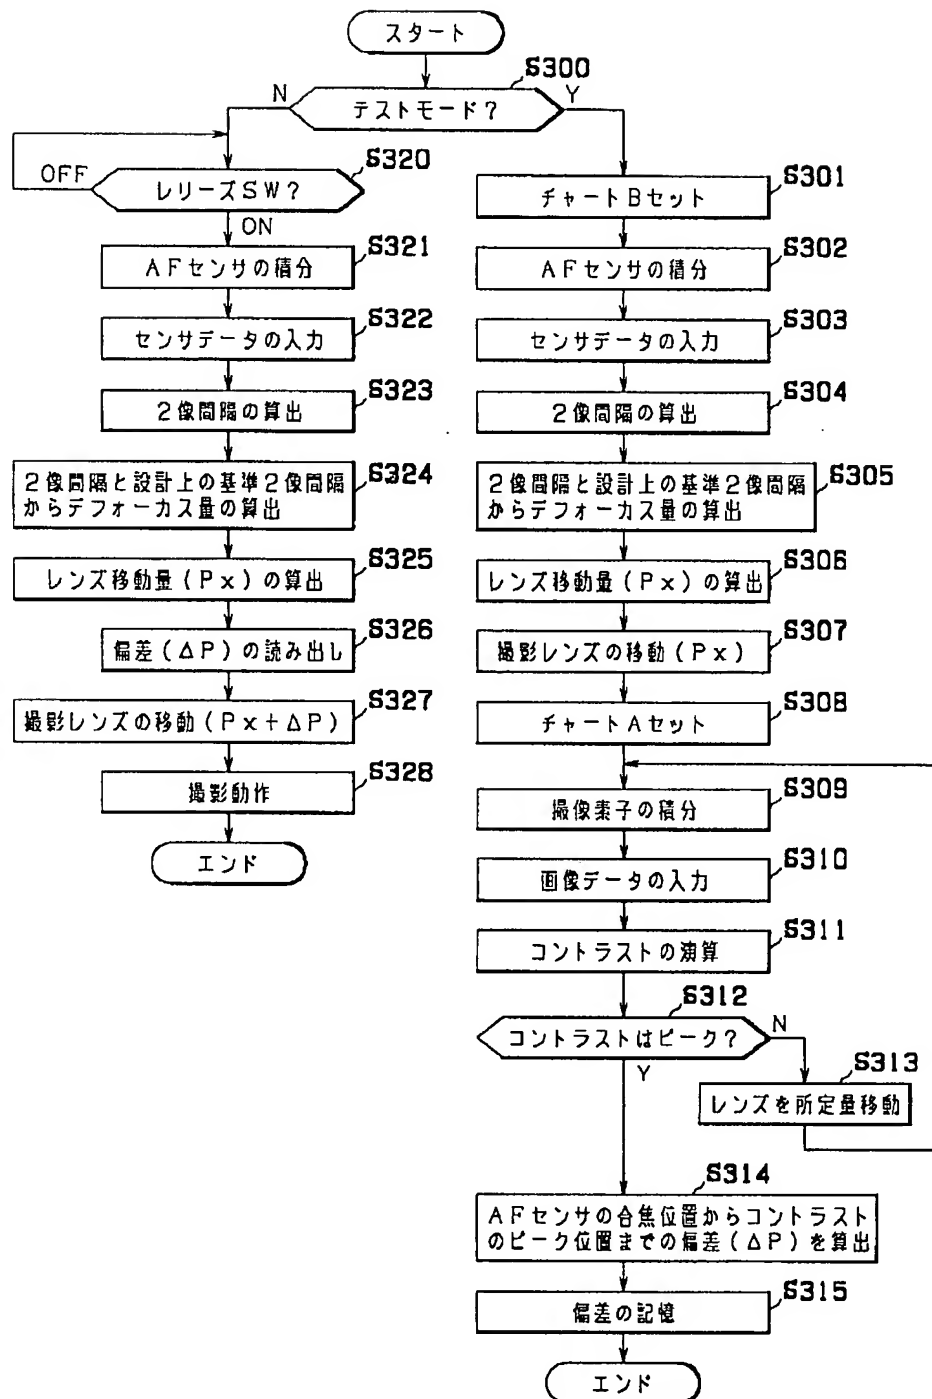 スタート
S300
テストモード?
N
Y
S320
レリーズSW?
OFF
ON
S321
AFセンサの積分
S322
センサデータの入力
S323
2像間隔の算出
S324
2像間隔と設計上の基準2像間隔
からデフォーカス量の算出
S325
レンズ移動量(Px)の算出
S326
偏差(ΔP)の読み出し
S327
撮影レンズの移動(Px+ΔP)
S328
撮影動作
エンド
S301
チャートBセット
S302
AFセンサの積分
S303
センサデータの入力
S304
2像間隔の算出
S305
2像間隔と設計上の基準2像間隔
からデフォーカス量の算出
S306
レンズ移動量(Px)の算出
S307
撮影レンズの移動(Px)
S308
チャートAセット
S309
撮像素子の積分
S310
画像データの入力
S311
コントラストの演算
S312
コントラストはピーク?
N
Y
S313
レンズを所定量移動
S314
AFセンサの合焦位置からコントラスト
のピーク位置までの偏差(ΔP)を算出
S315
偏差の記憶
エンド